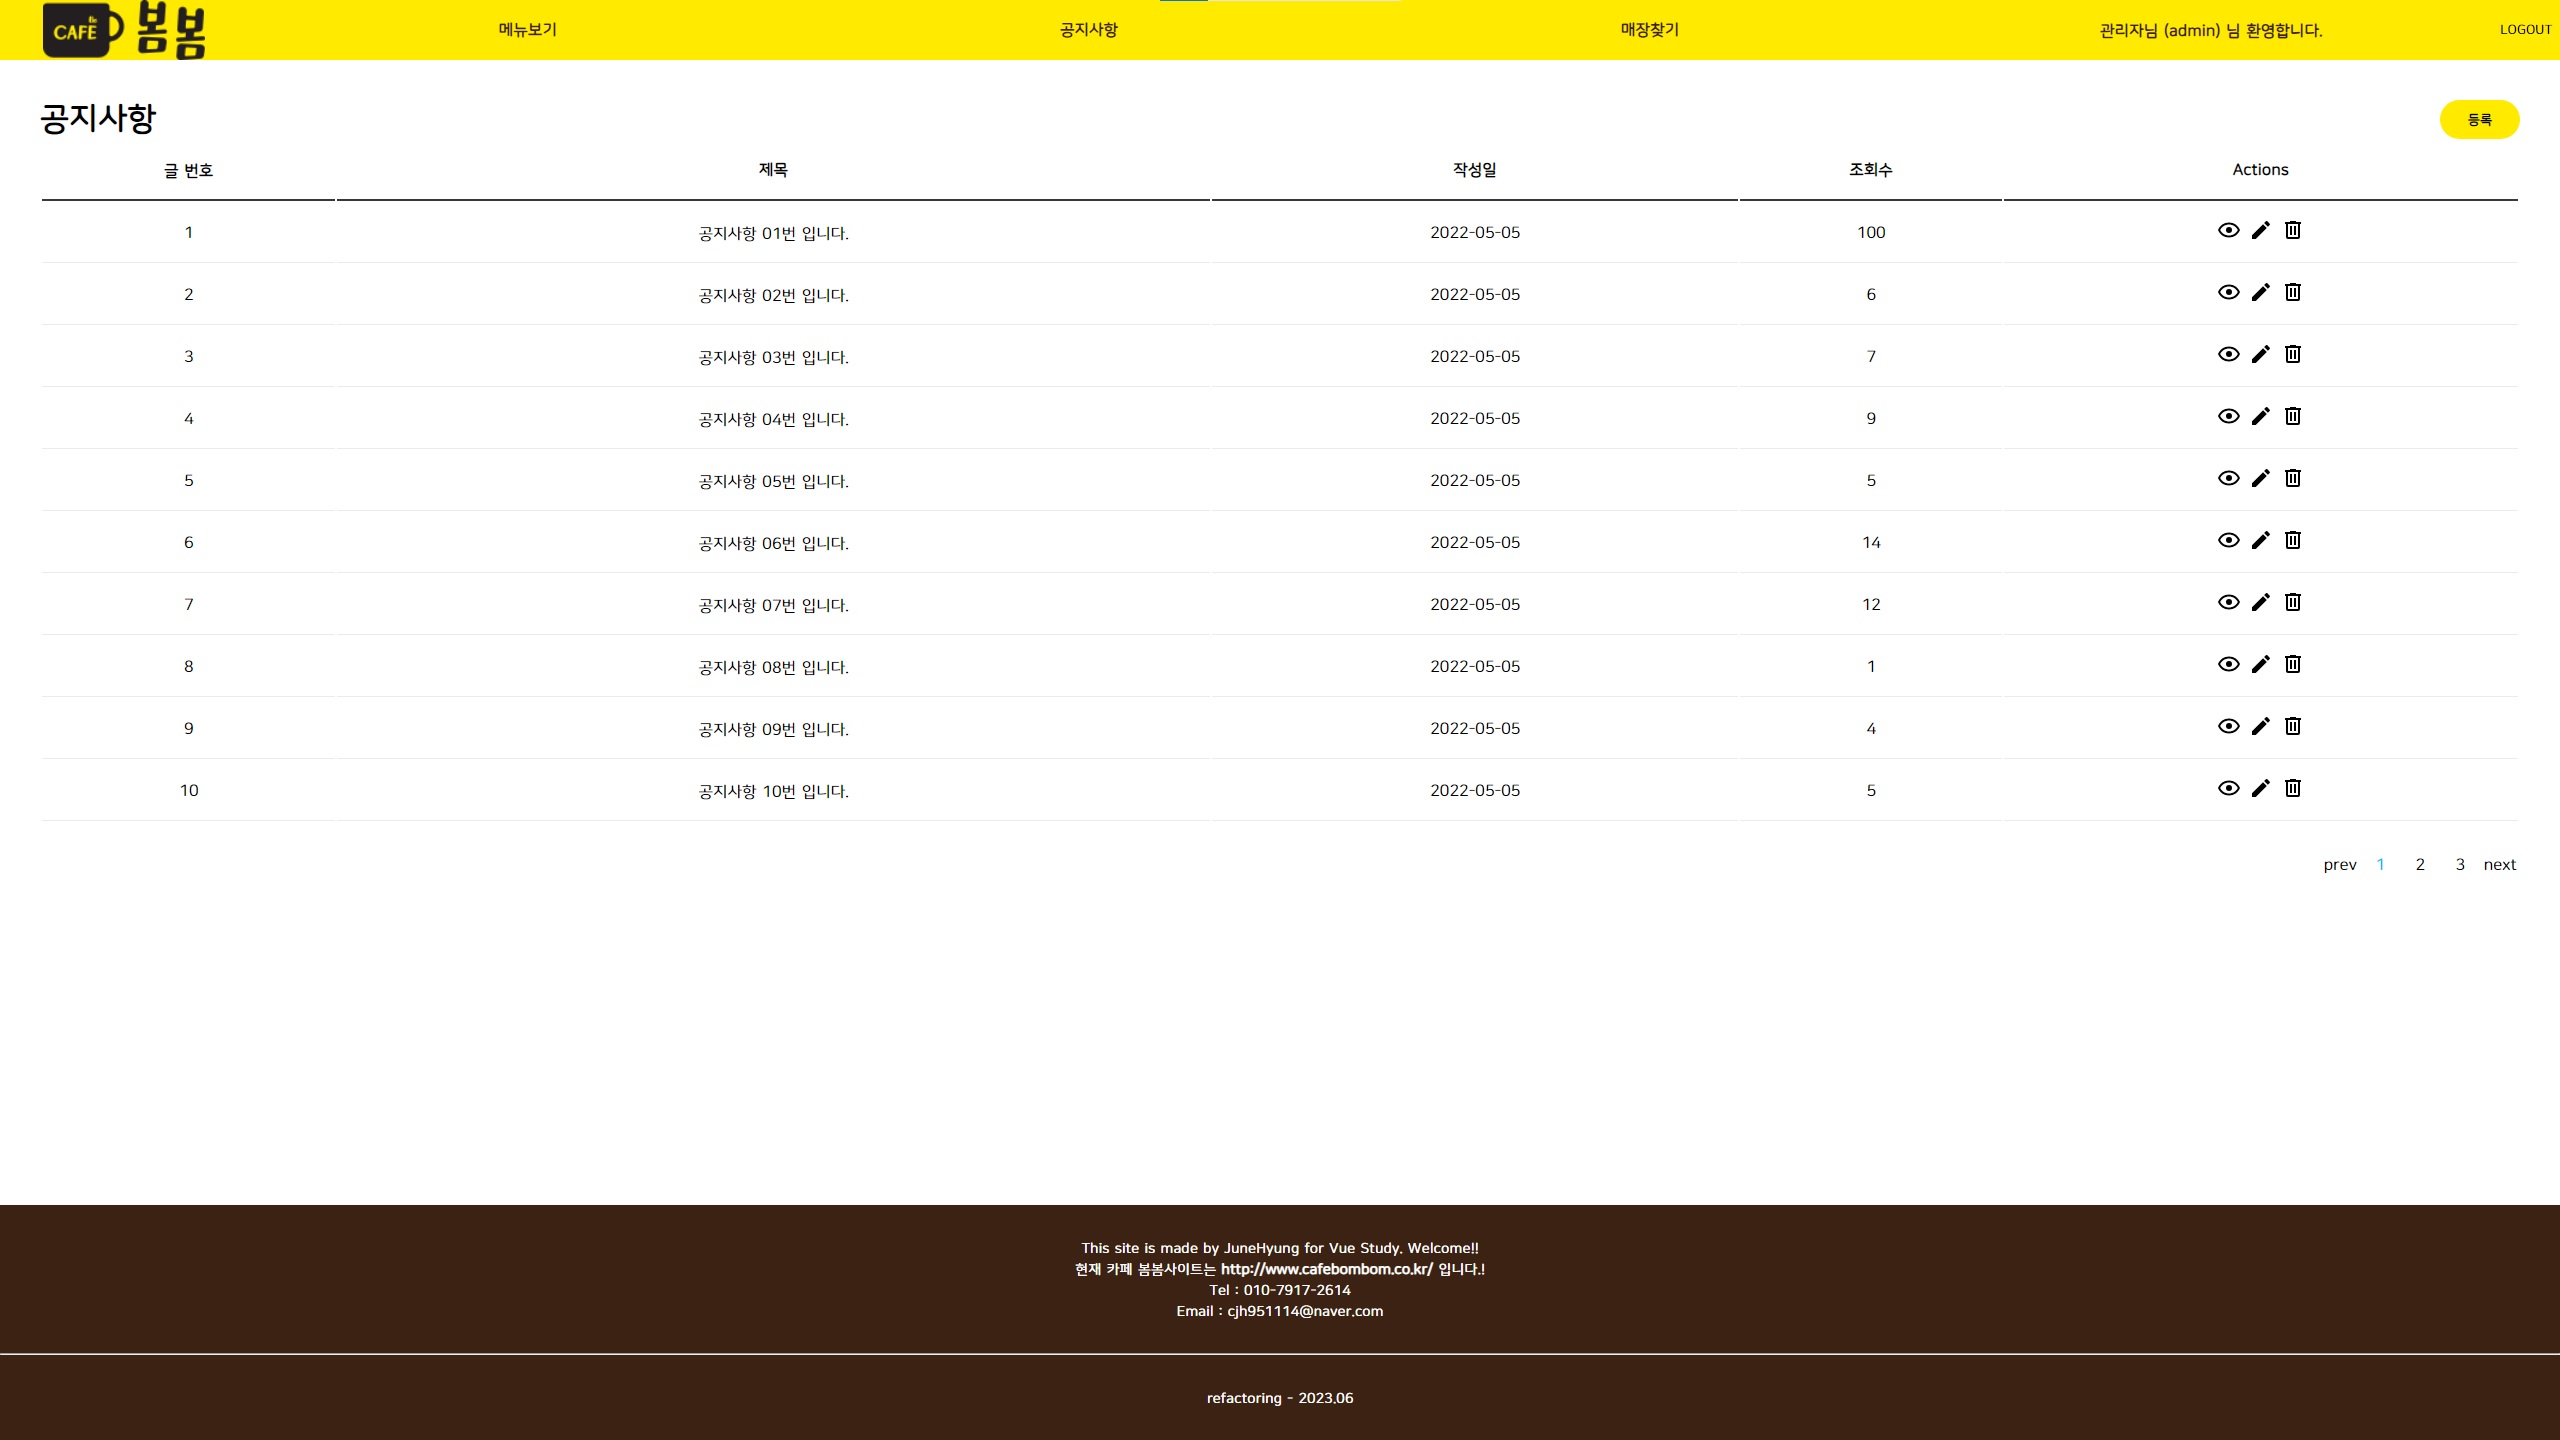 CAFE 봄봄 메뉴보기 공지사항 매장찾기 관리자님 (admin) 님 환영합니다. LOGOUT
공지사항 등록
글 번호 제목 작성일 조회수 Actions
1 공지사항 01번 입니다. 2022-05-05 100
2 공지사항 02번 입니다. 2022-05-05 6
3 공지사항 03번 입니다. 2022-05-05 7
4 공지사항 04번 입니다. 2022-05-05 9
5 공지사항 05번 입니다. 2022-05-05 5
6 공지사항 06번 입니다. 2022-05-05 14
7 공지사항 07번 입니다. 2022-05-05 12
8 공지사항 08번 입니다. 2022-05-05 1
9 공지사항 09번 입니다. 2022-05-05 4
10 공지사항 10번 입니다. 2022-05-05 5
prev 1 2 3 next
This site is made by JuneHyung for Vue Study. Welcome!!
현재 카페 봄봄사이트는 http://www.cafebombom.co.kr/ 입니다.!
Tel : 010-7917-2614
Email : cjh951114@naver.com
refactoring - 2023.06